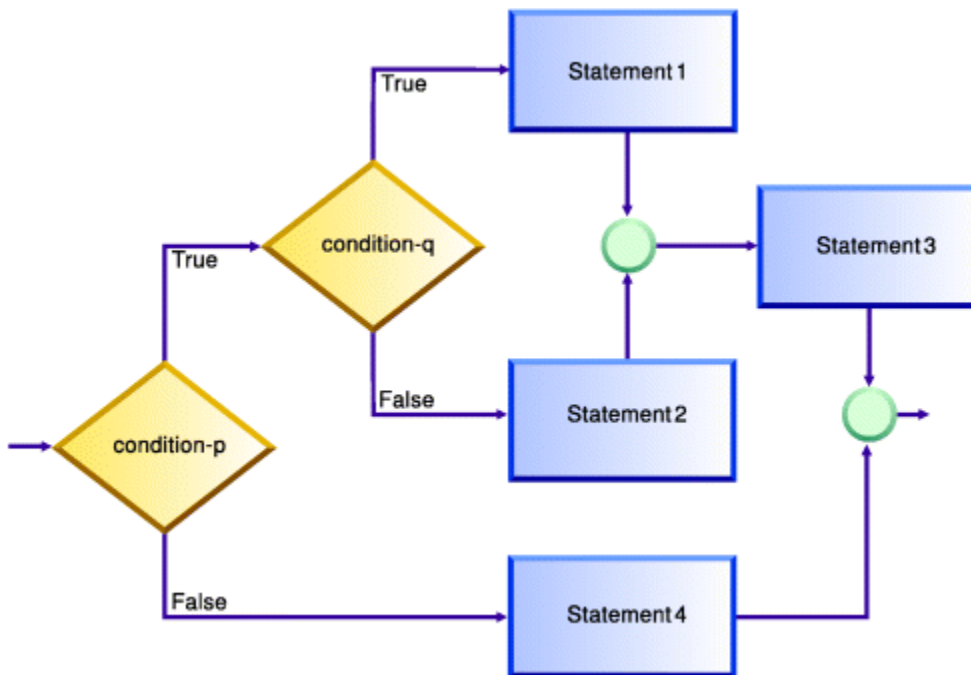 Statement 1
True
condition-q
True
Statement 3
False
Statement 2
condition-p
False
Statement 4